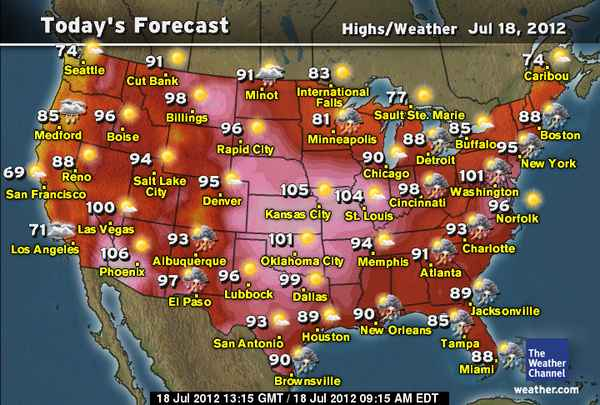 Today's Forecast
Highs/Weather Jul 18, 2012
74
Seattle
91
Cut Bank
91
Minot
83
International
Falls
77
Sault Ste. Marie
74
Caribou
85
Medford
96
Boise
98
Billings
96
Rapid City
81
Minneapolis
88
Detroit
85
Buffalo
88
Boston
95
New York
69
San Francisco
88
Reno
94
Salt Lake
City
95
Denver
105
Kansas City
104
St. Louis
90
Chicago
98
Cincinnati
101
Washington
96
Norfolk
71
Los Angeles
100
Las Vegas
106
Phoenix
93
Albuquerque
97
El Paso
96
Lubbock
101
Oklahoma City
99
Dallas
94
Memphis
91
Atlanta
93
Charlotte
93
San Antonio
89
Houston
90
New Orleans
89
Jacksonville
85
Tampa
88
Miami
90
Brownsville
The
Weather
Channel
weather.com
18 Jul 2012 13:15 GMT / 18 Jul 2012 09:15 AM EDT